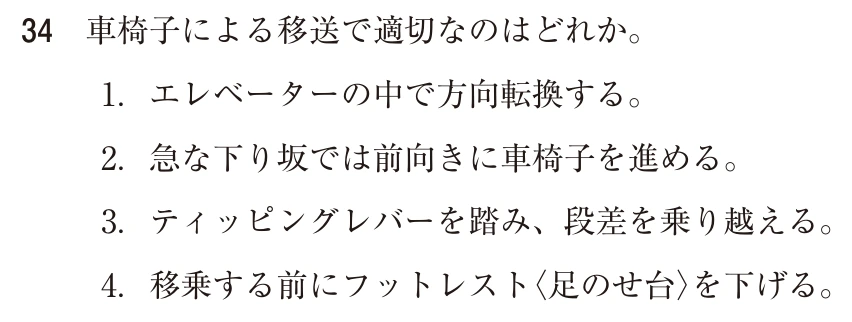 34 車椅子による移送で適切なのはどれか。
1. エレベーターの中で方向転換する。
2. 急な下り坂では前向きに車椅子を進める。
3. ティッピングレバーを踏み、段差を乗り越える。
4. 移乗する前にフットレスト〈足のせ台〉を下げる。